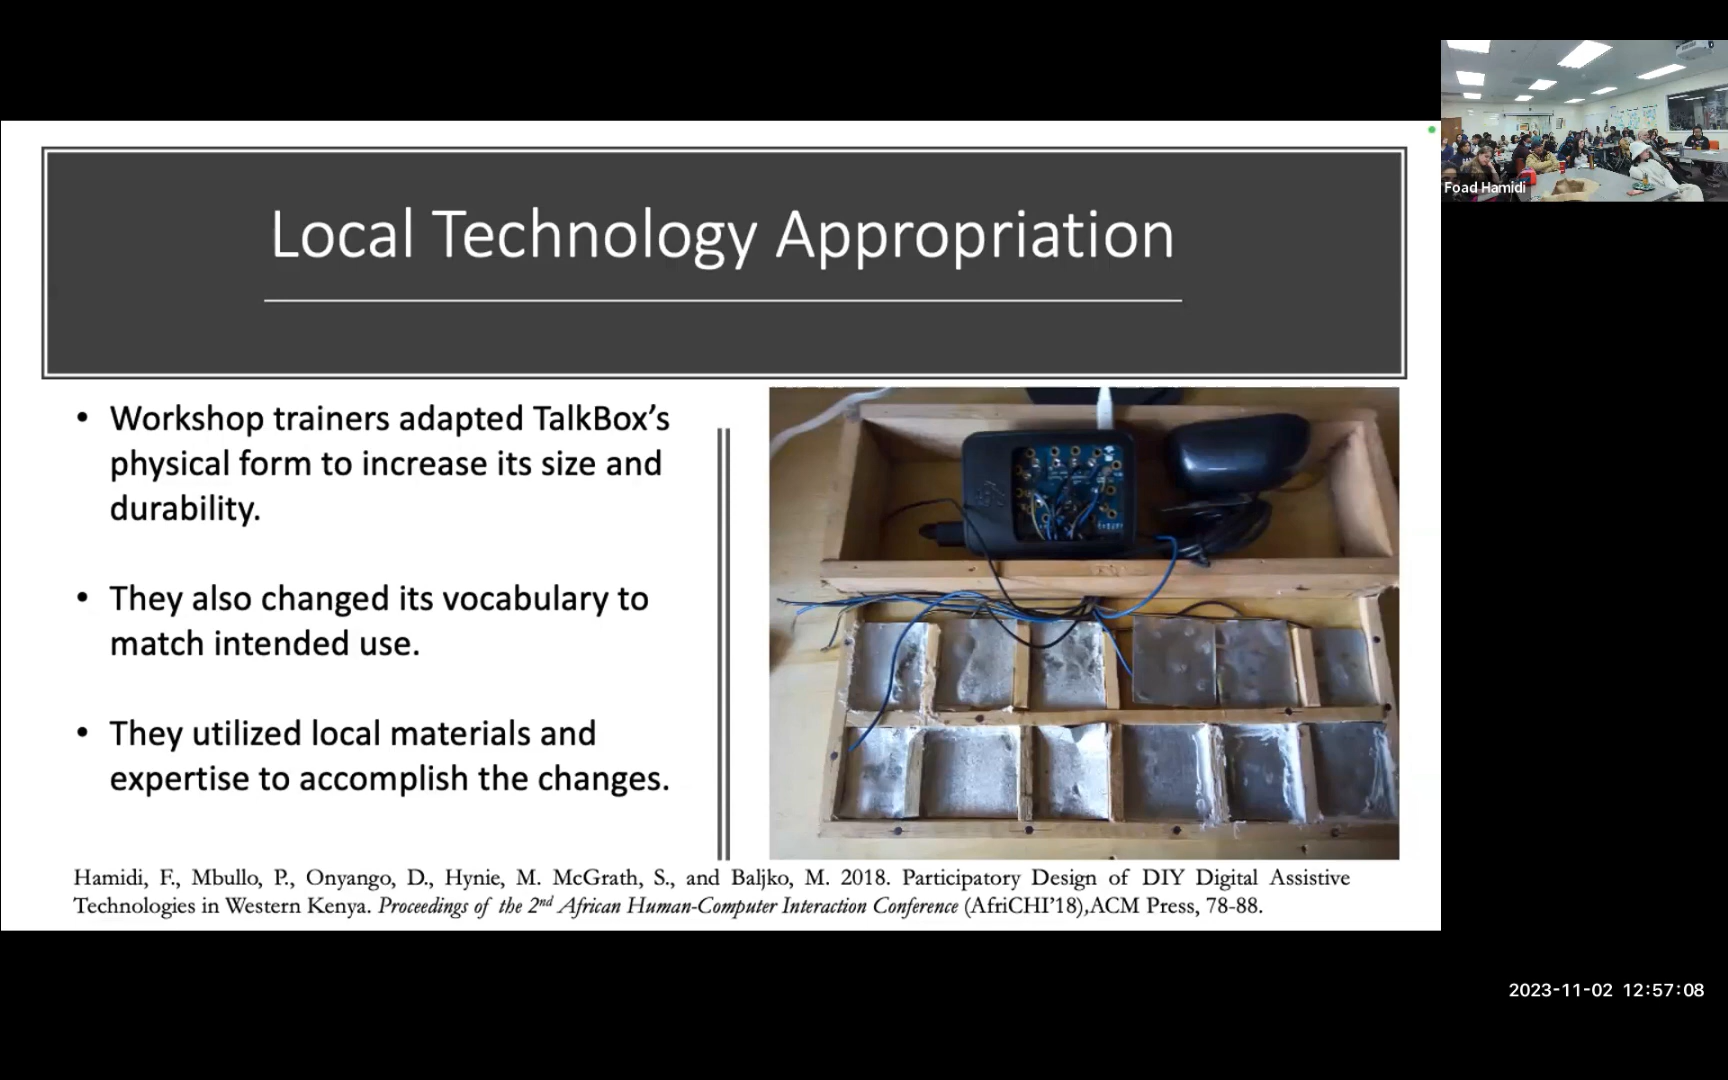 Local Technology Appropriation
• Workshop trainers adapted TalkBox’s
physical form to increase its size and
durability.
• They also changed its vocabulary to
match intended use.
• They utilized local materials and
expertise to accomplish the changes.
Hamidi, F., Mbullo, P., Onyango, D., Hynie, M. McGrath, S., and Baljko, M. 2018. Participatory Design of DIY Digital Assistive
Technologies in Western Kenya. Proceedings of the 2nd African Human-Computer Interaction Conference (AfriCHI’18),ACM Press, 78-88.
Foad Hamidi
2023-11-02 12:57:08